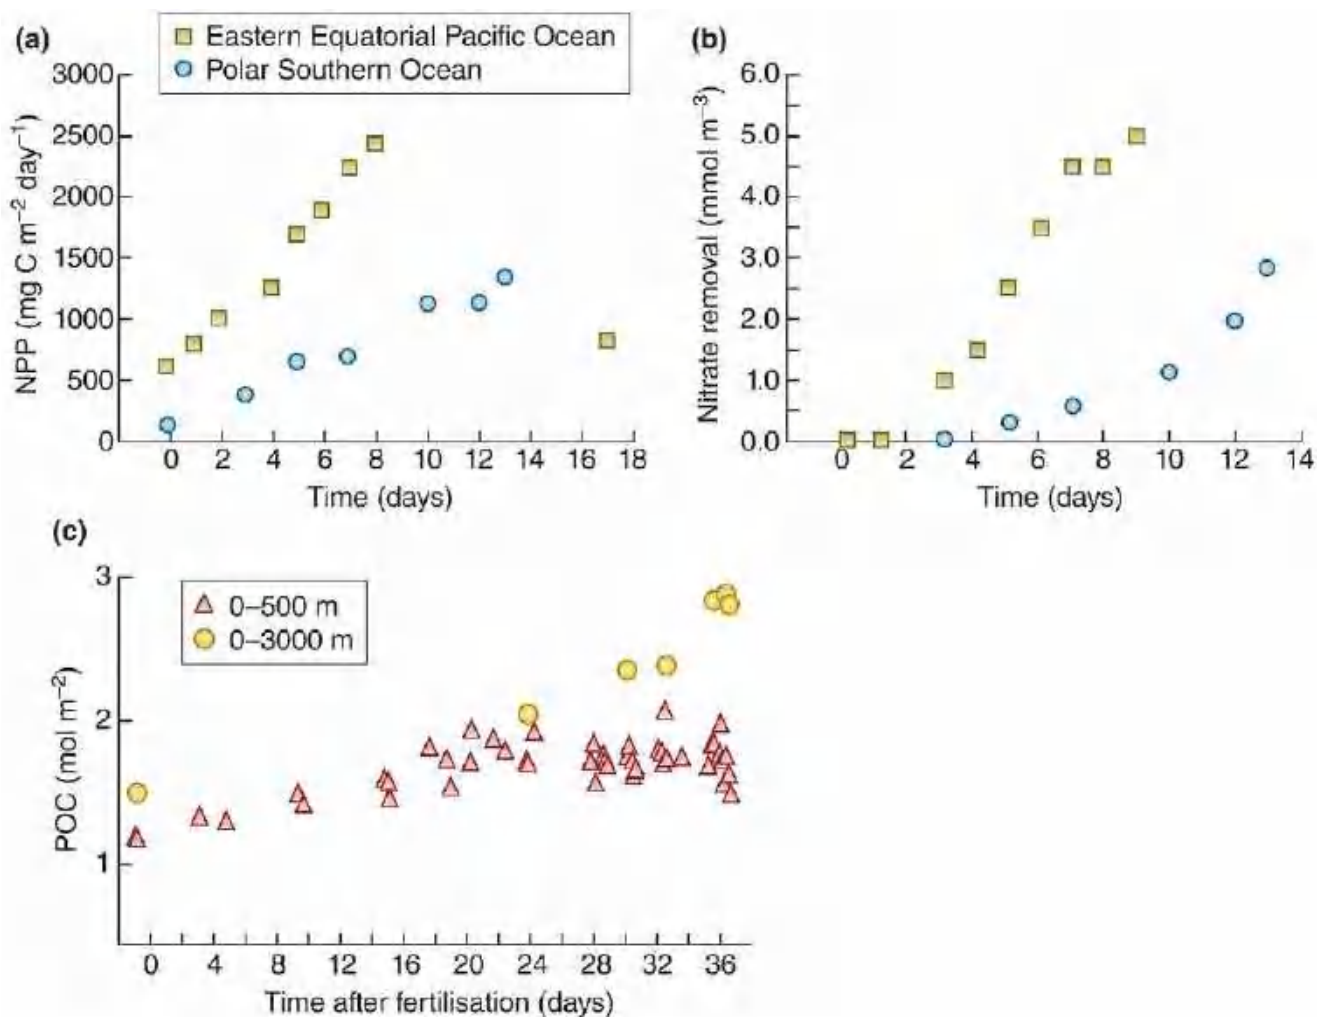 (a)
Eastern Equatorial Pacific Ocean
Polar Southern Ocean
3000
2500
2000
1500
1000
500
0
NPP (mg C m⁻² day⁻¹)
0 2 4 6 8 10 12 14 16 18
Time (days)
(b)
6.0
5.0
4.0
3.0
2.0
1.0
0.0
Nitrate removal (mmol m⁻³)
0 2 4 6 8 10 12 14
Time (days)
(c)
0–500 m
0–3000 m
3
2
1
POC (mol m⁻²)
0 4 8 12 16 20 24 28 32 36
Time after fertilisation (days)